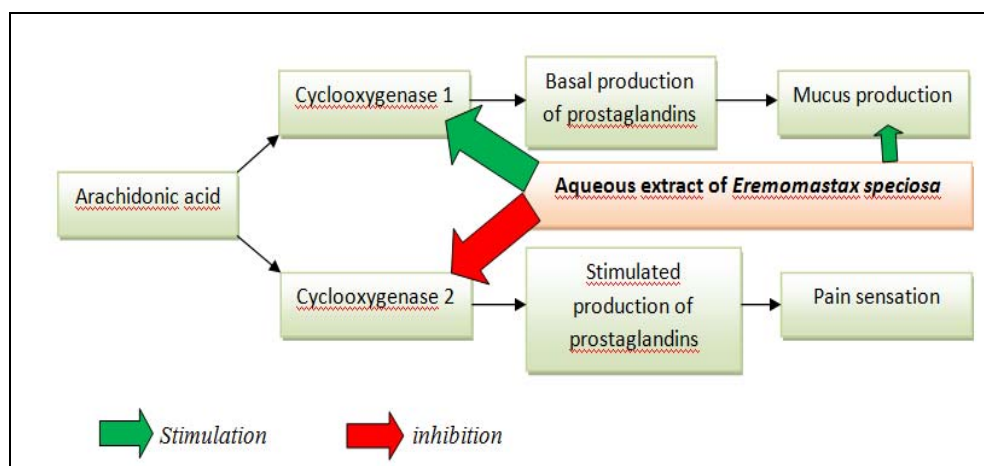 Cyclooxygenase 1
Basal production
of prostaglandins
Mucus production
Arachidonic acid
Aqueous extract of Eremomastax speciosa
Cyclooxygenase 2
Stimulated
production of
prostaglandins
Pain sensation
Stimulation
inhibition